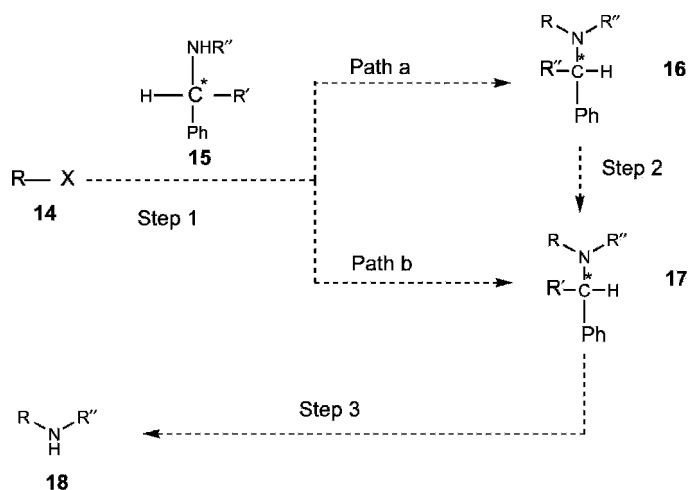 NHR″
H C* R′
Ph
15
R X
14
Step 1
Path a
R R″
N
R″ C* H
Ph
16
Step 2
Path b
R R″
N
R′ C* H
Ph
17
Step 3
R R″
N
H
18